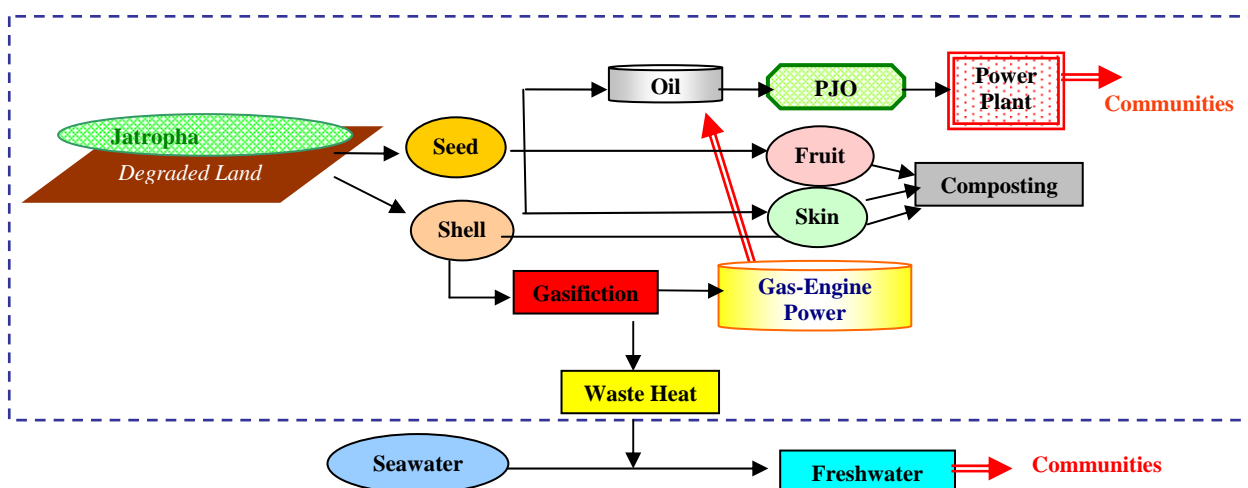 Oil
PJO
Power
Plant
Communities
Jatropha
Degraded Land
Seed
Fruit
Composting
Shell
Skin
Gasifiction
Gas-Engine
Power
Waste Heat
Seawater
Freshwater
Communities